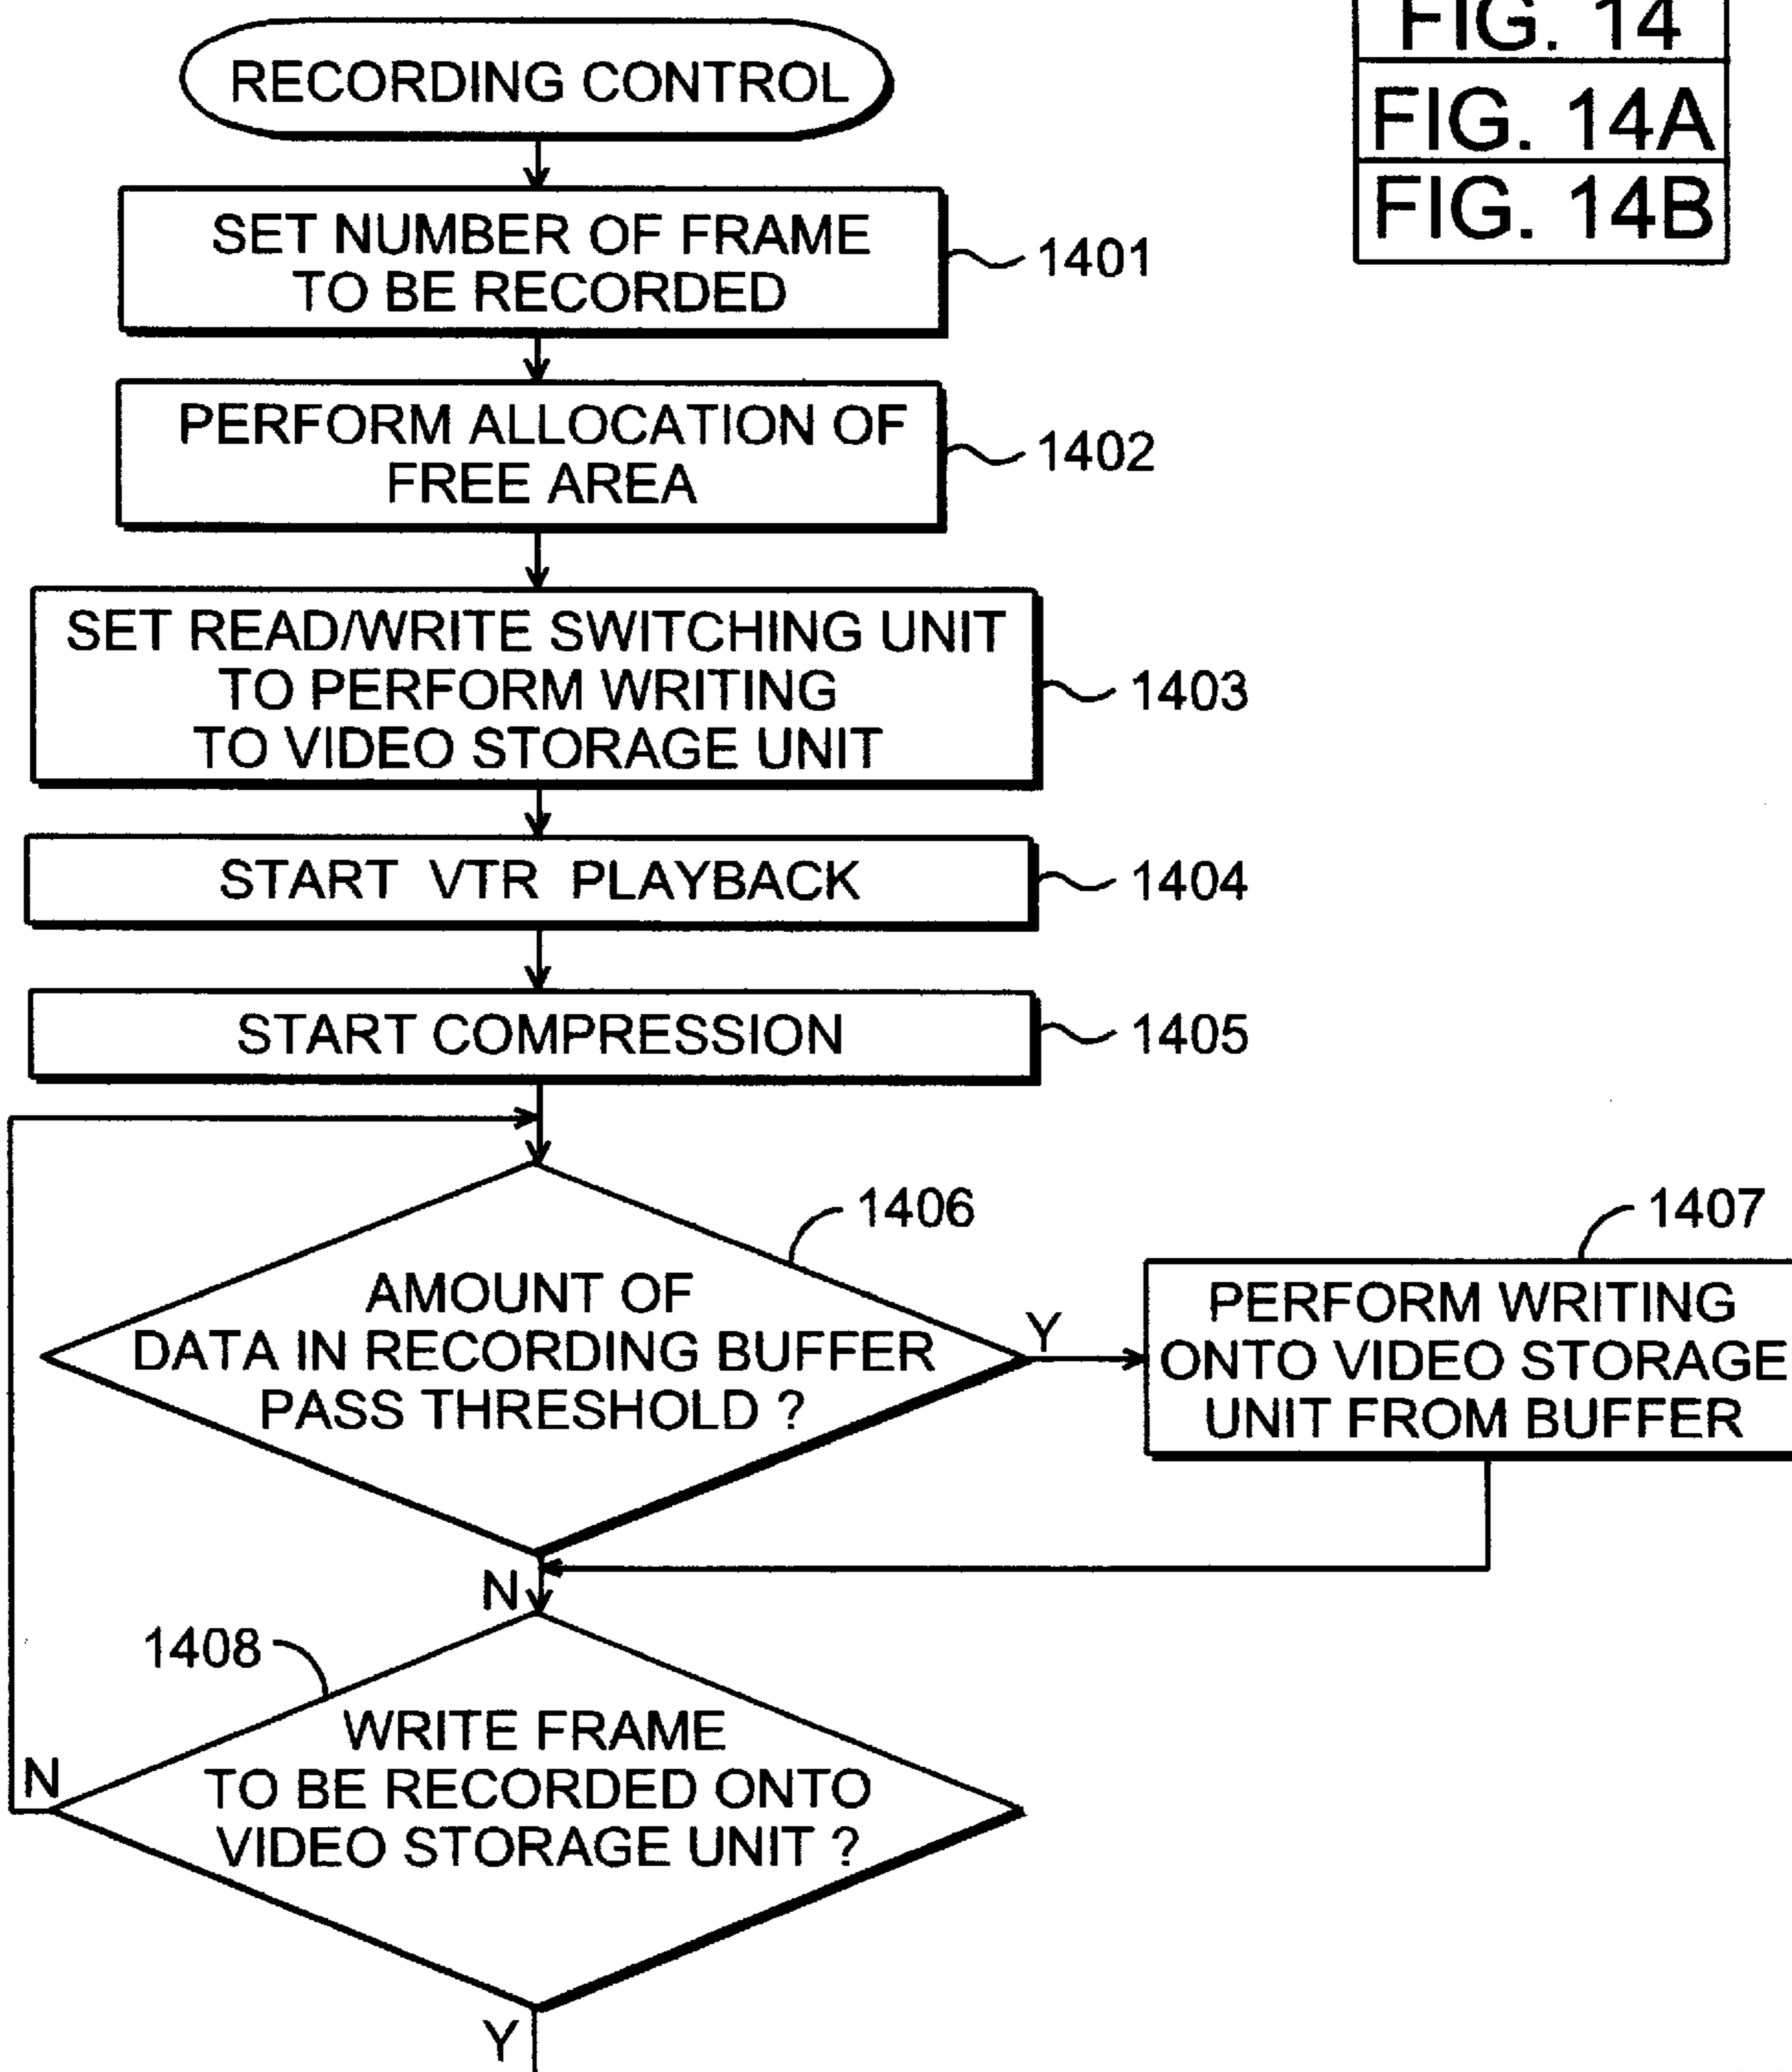 FIG. 14
FIG. 14A
FIG. 14B
RECORDING CONTROL
SET NUMBER OF FRAME
TO BE RECORDED
1401
PERFORM ALLOCATION OF
FREE AREA
1402
SET READ/WRITE SWITCHING UNIT
TO PERFORM WRITING
TO VIDEO STORAGE UNIT
1403
START VTR PLAYBACK
1404
START COMPRESSION
1405
1406
AMOUNT OF
DATA IN RECORDING BUFFER
PASS THRESHOLD ?
Y
1407
PERFORM WRITING
ONTO VIDEO STORAGE
UNIT FROM BUFFER
N
1408
WRITE FRAME
TO BE RECORDED ONTO
VIDEO STORAGE UNIT ?
N
Y